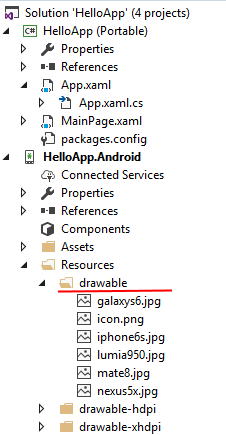 Solution 'HelloApp' (4 projects)
C# HelloApp (Portable)
Properties
References
App.xaml
App.xaml.cs
MainPage.xaml
packages.config
HelloApp.Android
Connected Services
Properties
References
Components
Assets
Resources
drawable
galaxys6.jpg
icon.png
iphone6s.jpg
lumia950.jpg
mate8.jpg
nexus5x.jpg
drawable-hdpi
drawable-xhdpi